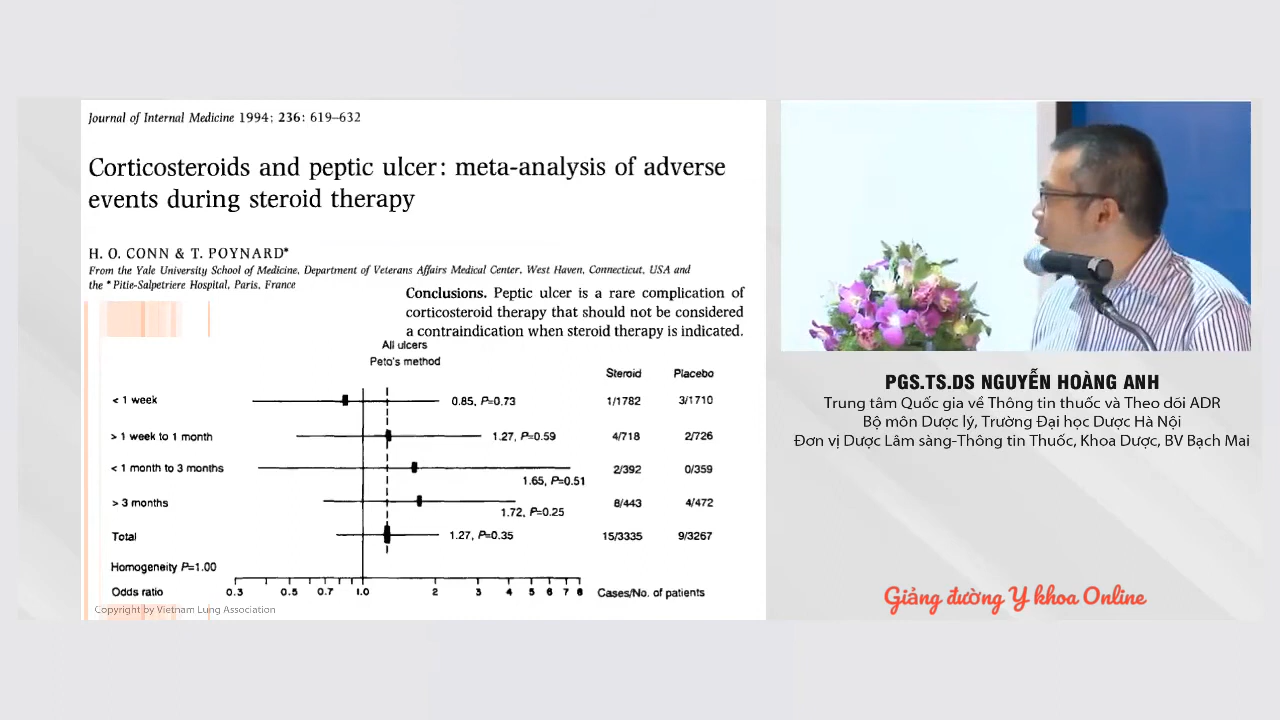 Journal of Internal Medicine 1994; 236: 619–632
Corticosteroids and peptic ulcer: meta-analysis of adverse
events during steroid therapy
H. O. CONN & T. POYNARD*
From the Yale University School of Medicine, Department of Veterans Affairs Medical Center, West Haven, Connecticut, USA and
the *Pitie-Salpetriere Hospital, Paris, France
Conclusions. Peptic ulcer is a rare complication of
corticosteroid therapy that should not be considered
a contraindication when steroid therapy is indicated.
All ulcers
Peto's method
Steroid Placebo
< 1 week 0.85, P=0.73 1/1782 3/1710
> 1 week to 1 month 1.27, P=0.59 4/718 2/726
< 1 month to 3 months 1.65, P=0.51 2/392 0/359
> 3 months 1.72, P=0.25 8/443 4/472
Total 1.27, P=0.35 15/3335 9/3267
Homogeneity P=1.00
Odds ratio 0.3 0.5 0.7 1.0 2 3 4 5 6 7 8 Cases/No. of patients
Copyright by Vietnam Lung Association
PGS.TS.DS NGUYỄN HOÀNG ANH
Trung tâm Quốc gia về Thông tin thuốc và Theo dõi ADR
Bộ môn Dược lý, Trường Đại học Dược Hà Nội
Đơn vị Dược Lâm sàng-Thông tin Thuốc, Khoa Dược, BV Bạch Mai
Giảng đường Y khoa Online